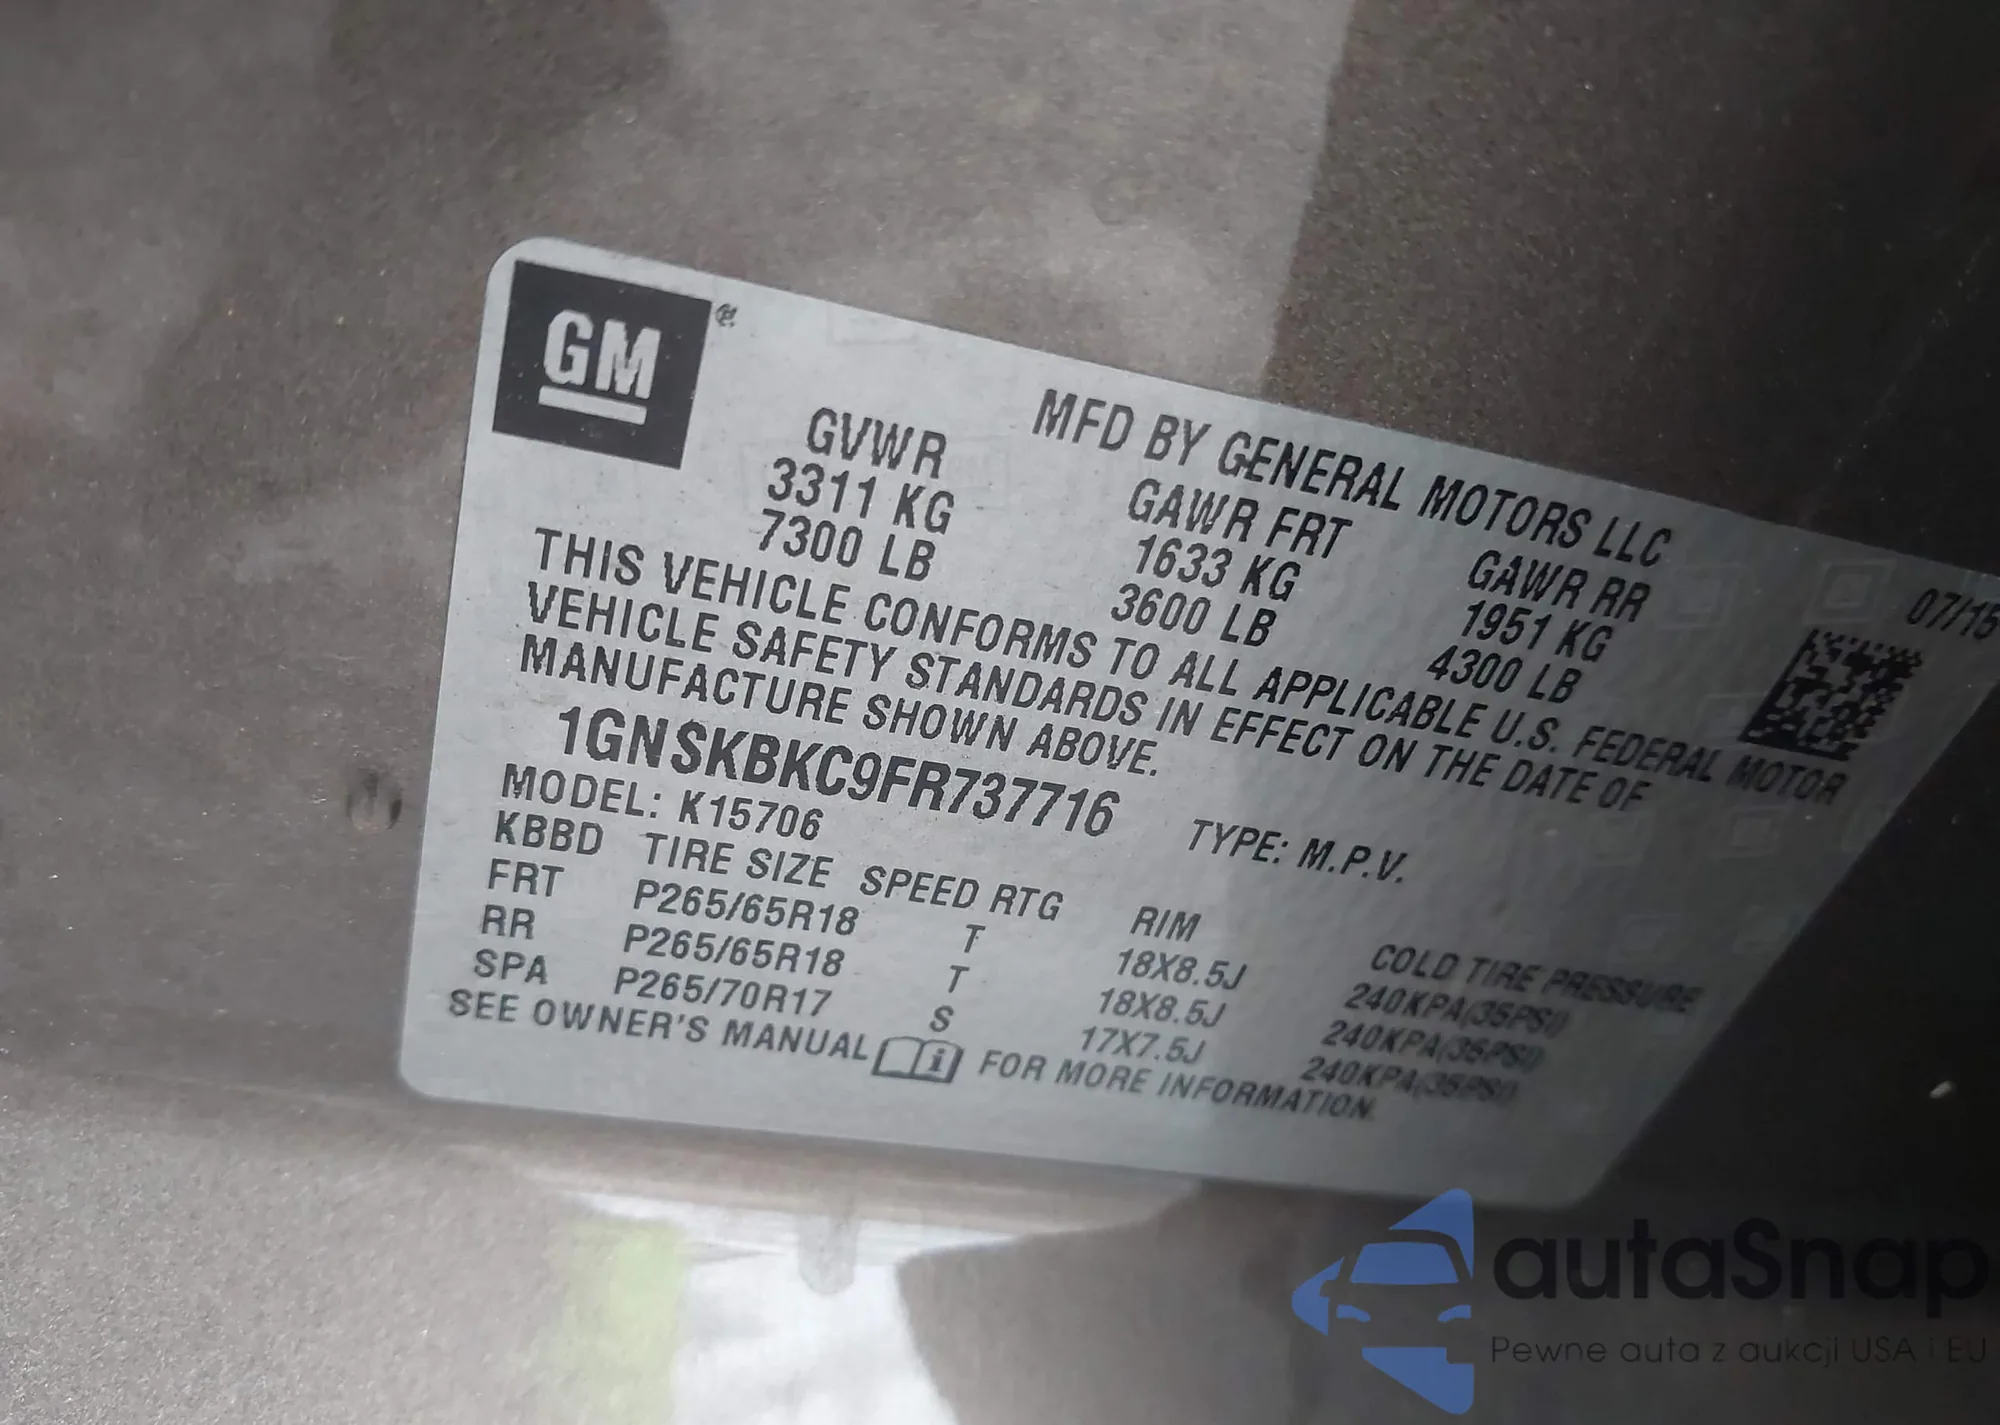 GM®
MFD BY GENERAL MOTORS LLC 07/15
GVWR GAWR FRT GAWR RR
3311 KG 1633 KG 1951 KG
7300 LB 3600 LB 4300 LB
THIS VEHICLE CONFORMS TO ALL APPLICABLE U.S. FEDERAL MOTOR
VEHICLE SAFETY STANDARDS IN EFFECT ON THE DATE OF
MANUFACTURE SHOWN ABOVE.
1GNSKBKC9FR737716 TYPE: M.P.V.
MODEL: K15706
KBBD TIRE SIZE SPEED RTG RIM COLD TIRE PRESSURE
FRT P265/65R18 T 18X8.5J 240KPA(35PSI)
RR P265/65R18 T 18X8.5J 240KPA(35PSI)
SPA P265/70R17 S 17X7.5J 240KPA(35PSI)
SEE OWNER'S MANUAL i FOR MORE INFORMATION.
autaSnap
Pewne auta z aukcji USA i EU